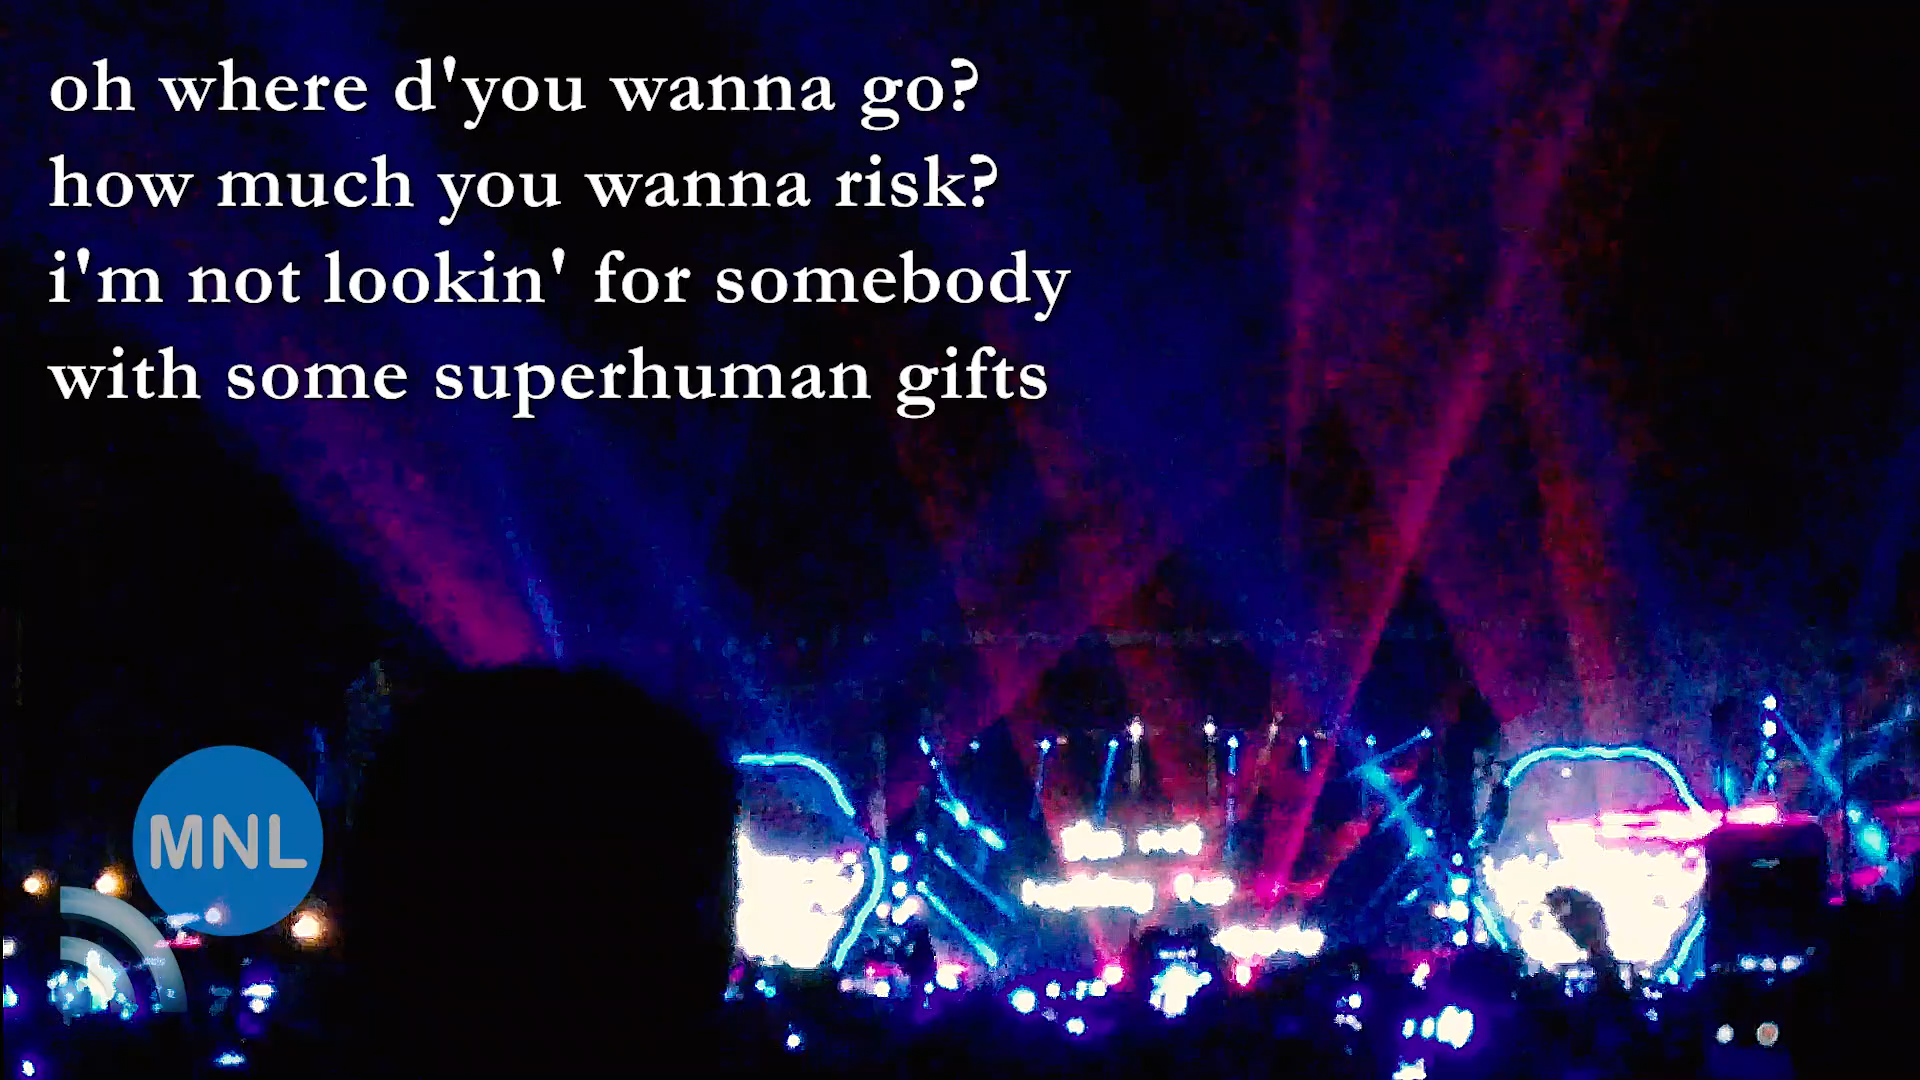 oh where d'you wanna go?
how much you wanna risk?
i'm not lookin' for somebody
with some superhuman gifts
MNL